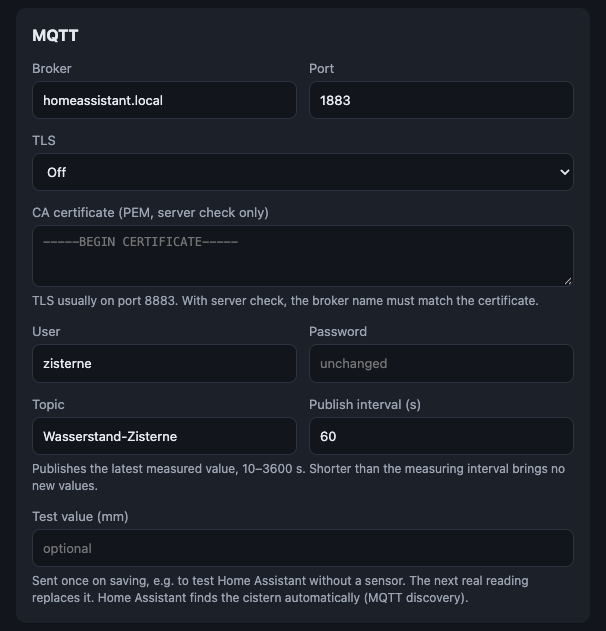 MQTT
Broker
Port
homeassistant.local
1883
TLS
Off
CA certificate (PEM, server check only)
-----BEGIN CERTIFICATE-----
TLS usually on port 8883. With server check, the broker name must match the certificate.
User
Password
zisterne
unchanged
Topic
Publish interval (s)
Wasserstand-Zisterne
60
Publishes the latest measured value, 10–3600 s. Shorter than the measuring interval brings no
new values.
Test value (mm)
optional
Sent once on saving, e.g. to test Home Assistant without a sensor. The next real reading
replaces it. Home Assistant finds the cistern automatically (MQTT discovery).